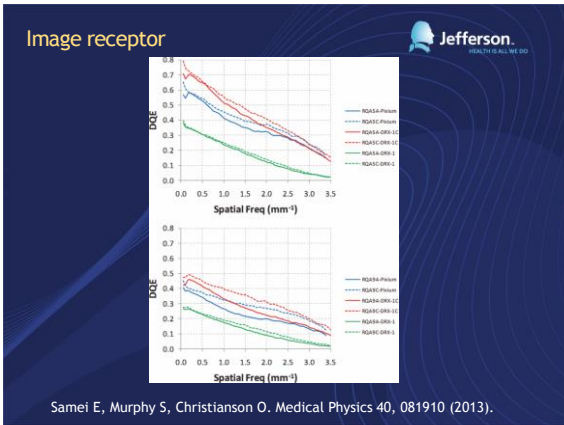 Image receptor
Jefferson.
HEALTH IS ALL WE DO
0.8
0.7
0.6
0.5
0.4
0.3
0.2
0.1
0.0
DQE
0.0 0.5 1.0 1.5 2.0 2.5 3.0 3.5
Spatial Freq (mm-1)
RQA5A-Pixium
RQA5C-Pixium
RQA5A-DRX-1C
RQA5C-DRX-1C
RQA5A-DRX-1
RQA5C-DRX-1
0.8
0.7
0.6
0.5
0.4
0.3
0.2
0.1
0.0
DQE
0.0 0.5 1.0 1.5 2.0 2.5 3.0 3.5
Spatial Freq (mm-1)
RQA9A-Pixium
RQA9C-Pixium
RQA9A-DRX-1C
RQA9C-DRX-1C
RQA9A-DRX-1
RQA9C-DRX-1
Samei E, Murphy S, Christianson O. Medical Physics 40, 081910 (2013).